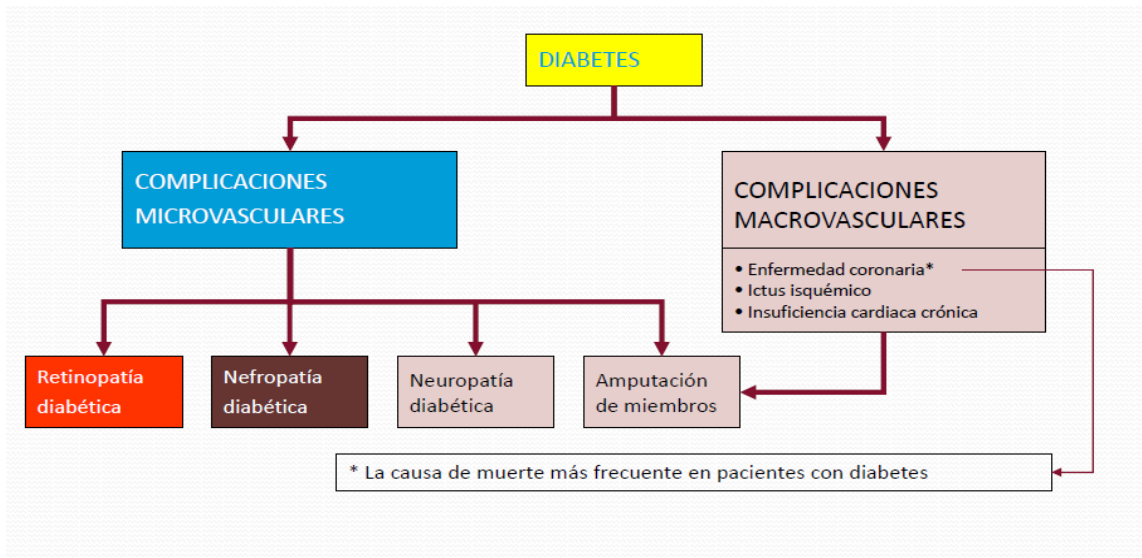 DIABETES
COMPLICACIONES
MICROVASCULARES
COMPLICACIONES
MACROVASCULARES
• Enfermedad coronaria*
• Ictus isquémico
• Insuficiencia cardiaca crónica
Retinopatía
diabética
Nefropatía
diabética
Neuropatía
diabética
Amputación
de miembros
* La causa de muerte más frecuente en pacientes con diabetes